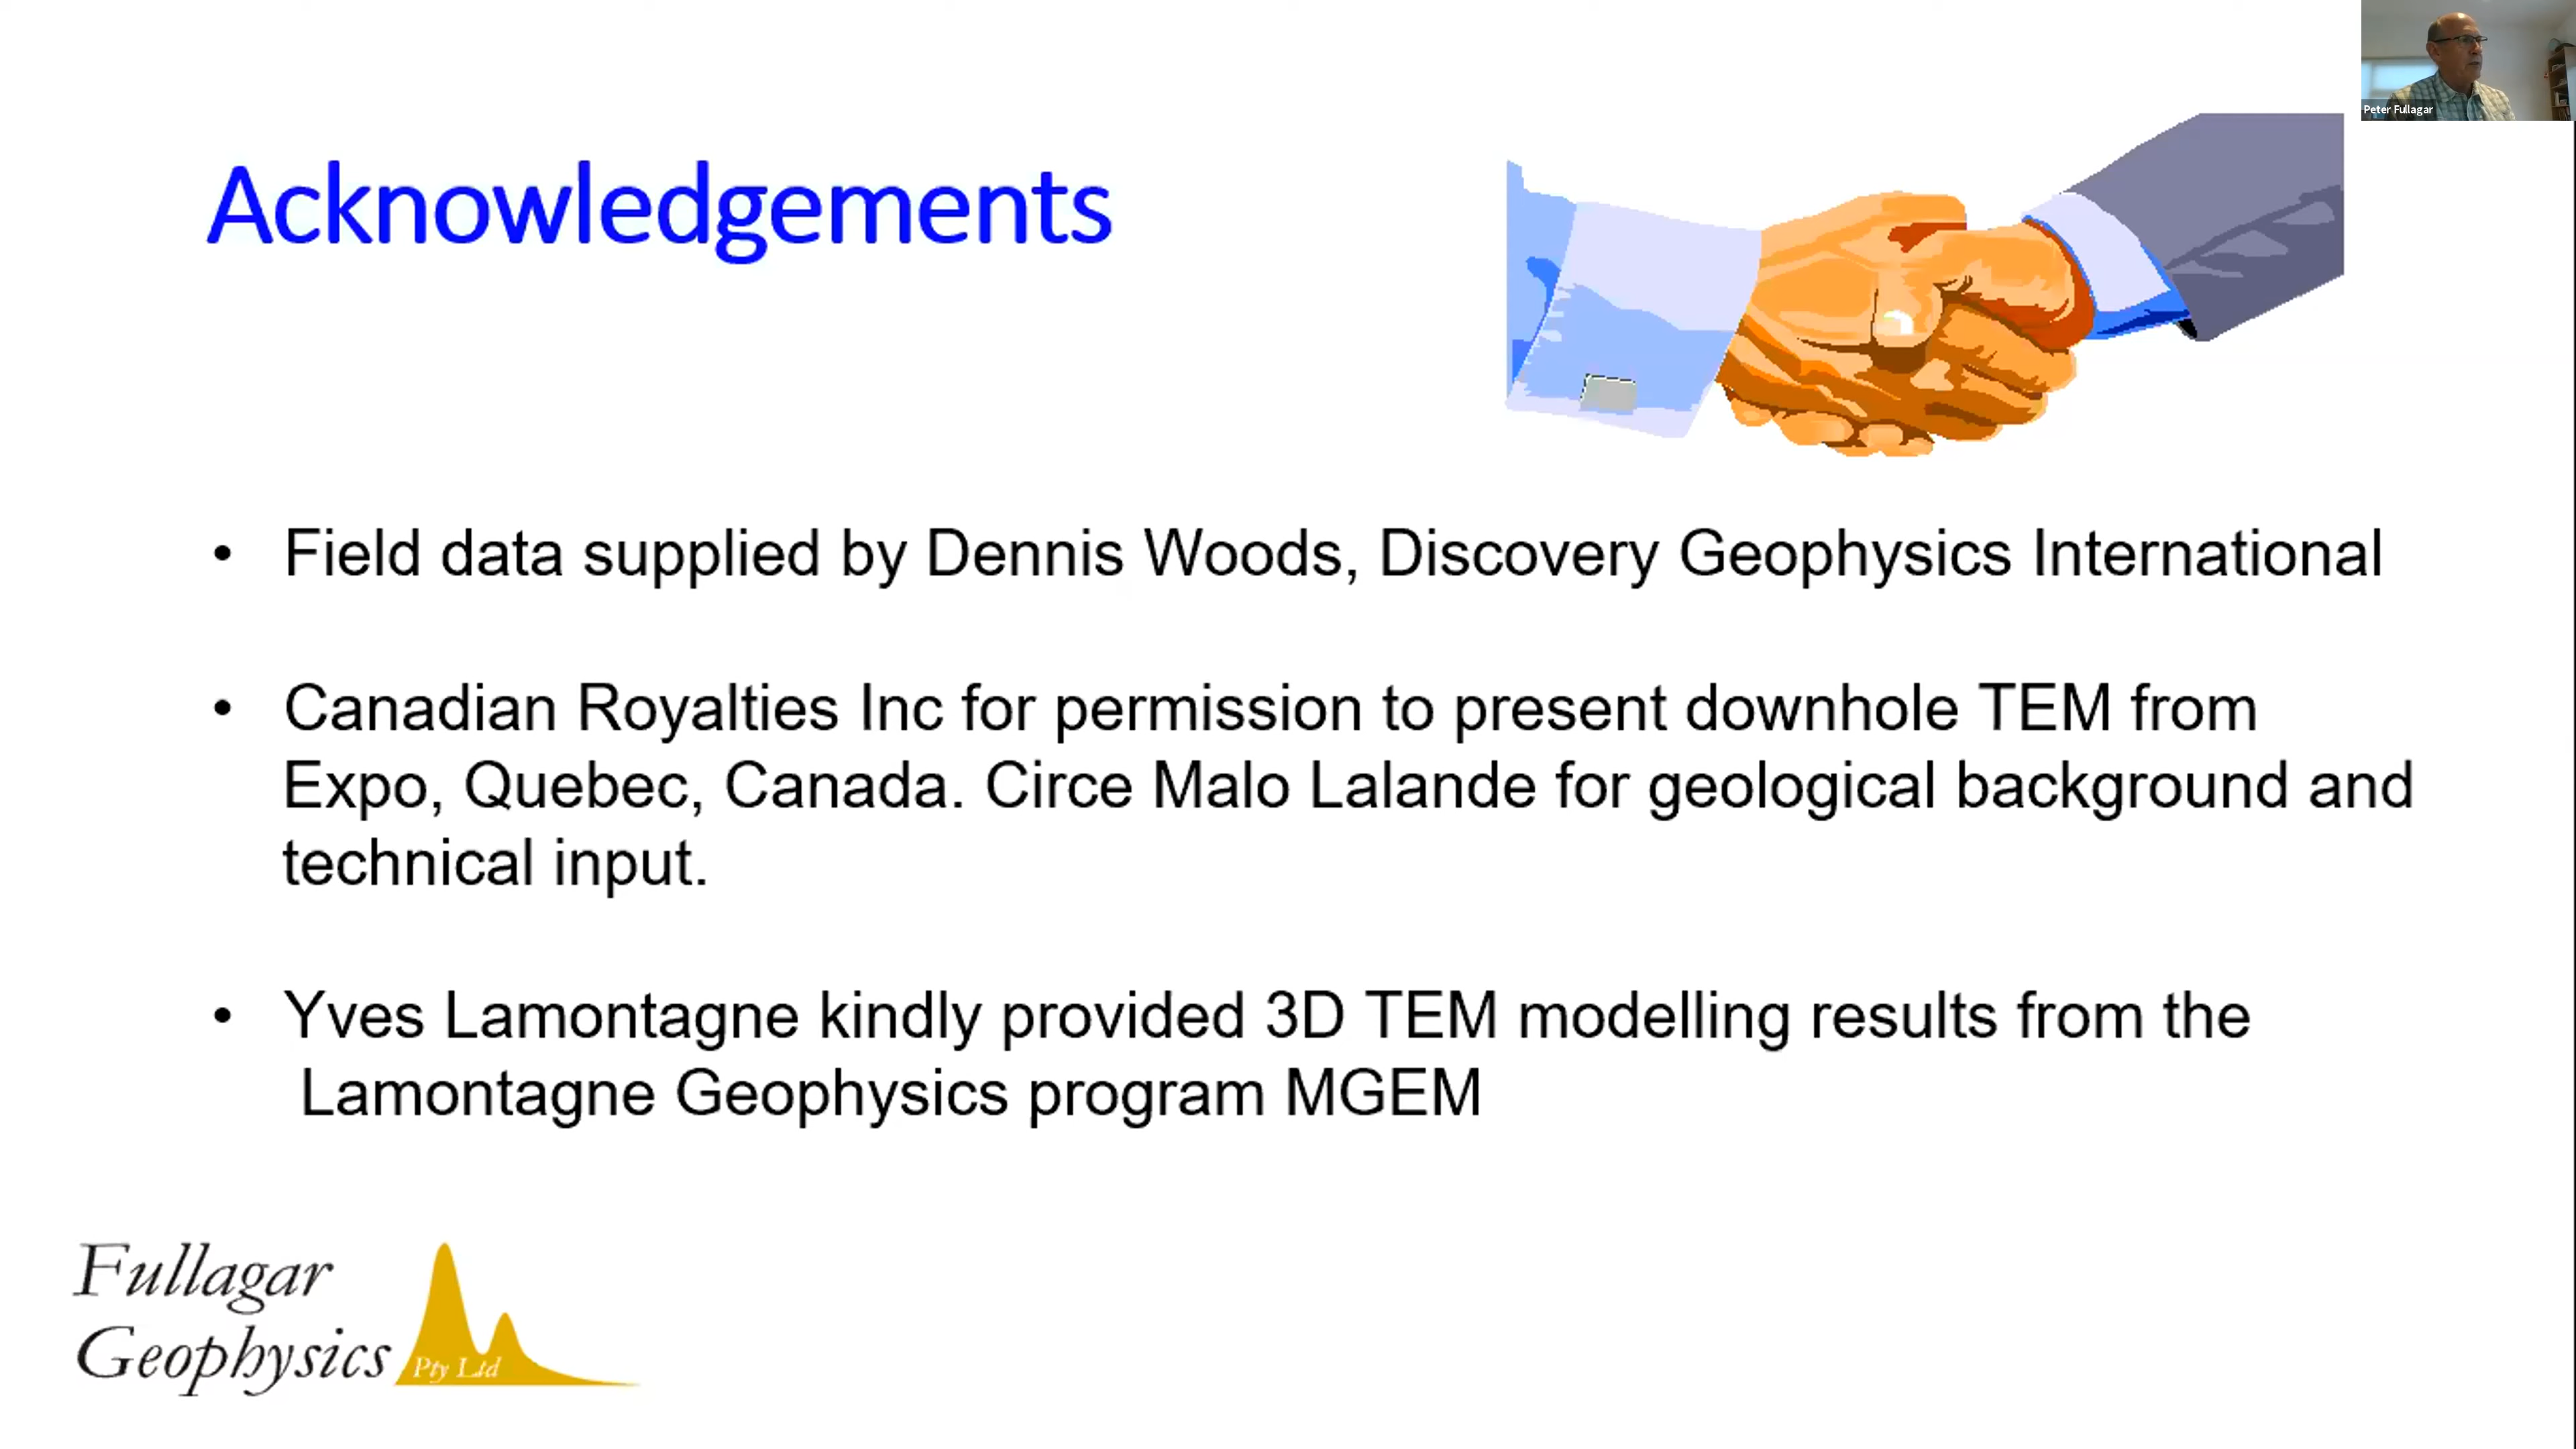 Peter Fullagar
Acknowledgements
• Field data supplied by Dennis Woods, Discovery Geophysics International
• Canadian Royalties Inc for permission to present downhole TEM from
Expo, Quebec, Canada. Circe Malo Lalande for geological background and
technical input.
• Yves Lamontagne kindly provided 3D TEM modelling results from the
Lamontagne Geophysics program MGEM
Fullagar
Geophysics
Pty Ltd